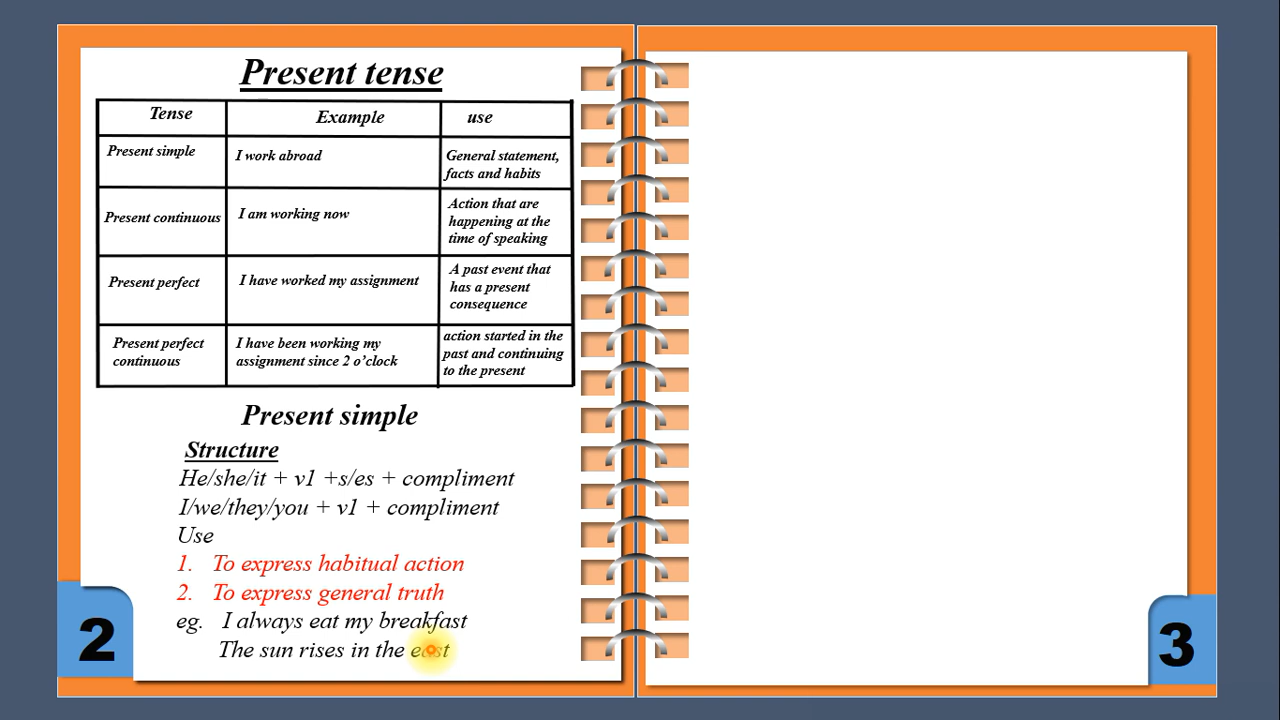 Present tense
Tense Example use
Present simple
I work abroad
General statement,
facts and habits
Present continuous
I am working now
Action that are
happening at the
time of speaking
Present perfect
I have worked my assignment
A past event that
has a present
consequence
Present perfect
continuous
I have been working my
assignment since 2 o'clock
action started in the
past and continuing
to the present
Present simple
Structure
He/she/it + v1 +s/es + compliment
I/we/they/you + v1 + compliment
Use
1. To express habitual action
2. To express general truth
eg. I always eat my breakfast
The sun rises in the east
2
3